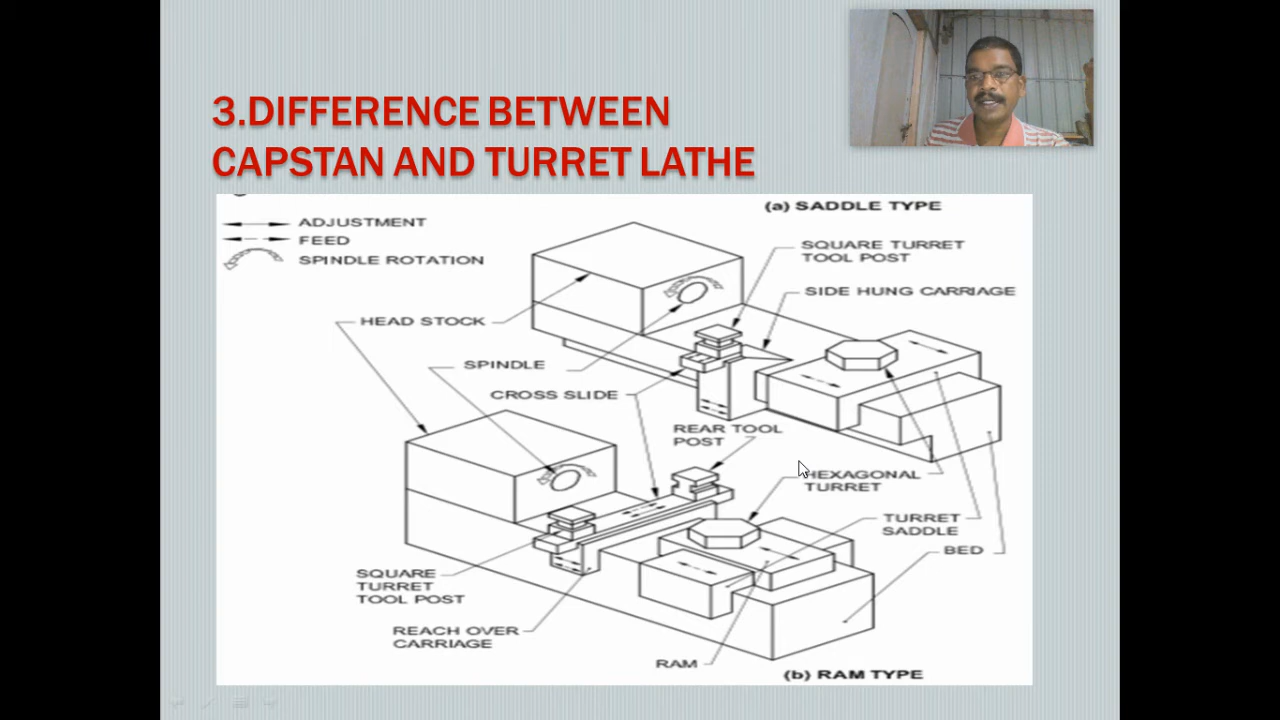 3.DIFFERENCE BETWEEN
CAPSTAN AND TURRET LATHE
(a) SADDLE TYPE
ADJUSTMENT
FEED
SPINDLE ROTATION
SQUARE TURRET
TOOL POST
SIDE HUNG CARRIAGE
HEAD STOCK
SPINDLE
CROSS SLIDE
REAR TOOL
POST
HEXAGONAL
TURRET
TURRET
SADDLE
BED
SQUARE
TURRET
TOOL POST
REACH OVER
CARRIAGE
RAM
(b) RAM TYPE